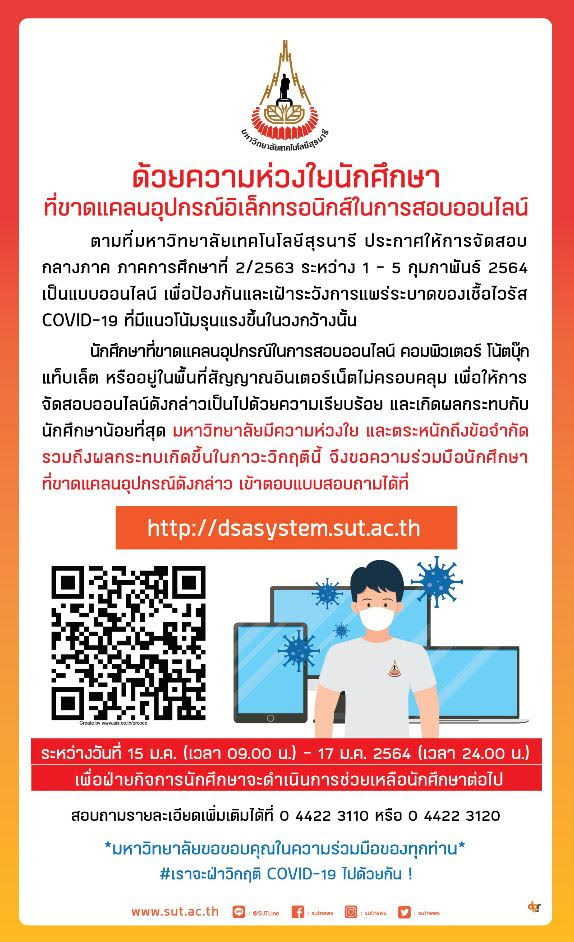 มหาวิทยาลัยเทคโนโลยีสุรนารี
ด้วยความห่วงใยนักศึกษา
ที่ขาดแคลนอุปกรณ์อิเล็กทรอนิกส์ในการสอบออนไลน์
ตามที่มหาวิทยาลัยเทคโนโลยีสุรนารี ประกาศให้การจัดสอบ
กลางภาค ภาคการศึกษาที่ 2/2563 ระหว่าง 1 - 5 กุมภาพันธ์ 2564
เป็นแบบออนไลน์ เพื่อป้องกันและเฝ้าระวังการแพร่ระบาดของเชื้อไวรัส
COVID-19 ที่มีแนวโน้มรุนแรงขึ้นในวงกว้างนั้น
นักศึกษาที่ขาดแคลนอุปกรณ์ในการสอบออนไลน์ คอมพิวเตอร์ โน้ตบุ๊ก
แท็บเล็ต หรืออยู่ในพื้นที่สัญญาณอินเตอร์เน็ตไม่ครอบคลุม เพื่อให้การ
จัดสอบออนไลน์ดังกล่าวเป็นไปด้วยความเรียบร้อย และเกิดผลกระทบกับ
นักศึกษาน้อยที่สุด มหาวิทยาลัยมีความห่วงใย และตระหนักถึงข้อจำกัด
รวมถึงผลกระทบเกิดขึ้นในภาวะวิกฤตินี้ จึงขอความร่วมมือนักศึกษา
ที่ขาดแคลนอุปกรณ์ดังกล่าว เข้าตอบแบบสอบถามได้ที่
http://dsasystem.sut.ac.th
ระหว่างวันที่ 15 ม.ค. (เวลา 09.00 น.) - 17 ม.ค. 2564 (เวลา 24.00 น.)
เพื่อฝ่ายกิจการนักศึกษาจะดำเนินการช่วยเหลือนักศึกษาต่อไป
สอบถามรายละเอียดเพิ่มเติมได้ที่ 0 4422 3110 หรือ 0 4422 3120
*มหาวิทยาลัยขอขอบคุณในความร่วมมือของทุกท่าน*
#เราจะฝ่าวิกฤติ COVID-19 ไปด้วยกัน !
www.sut.ac.th : @SUTLine : sutnews : sutnews : sutnews